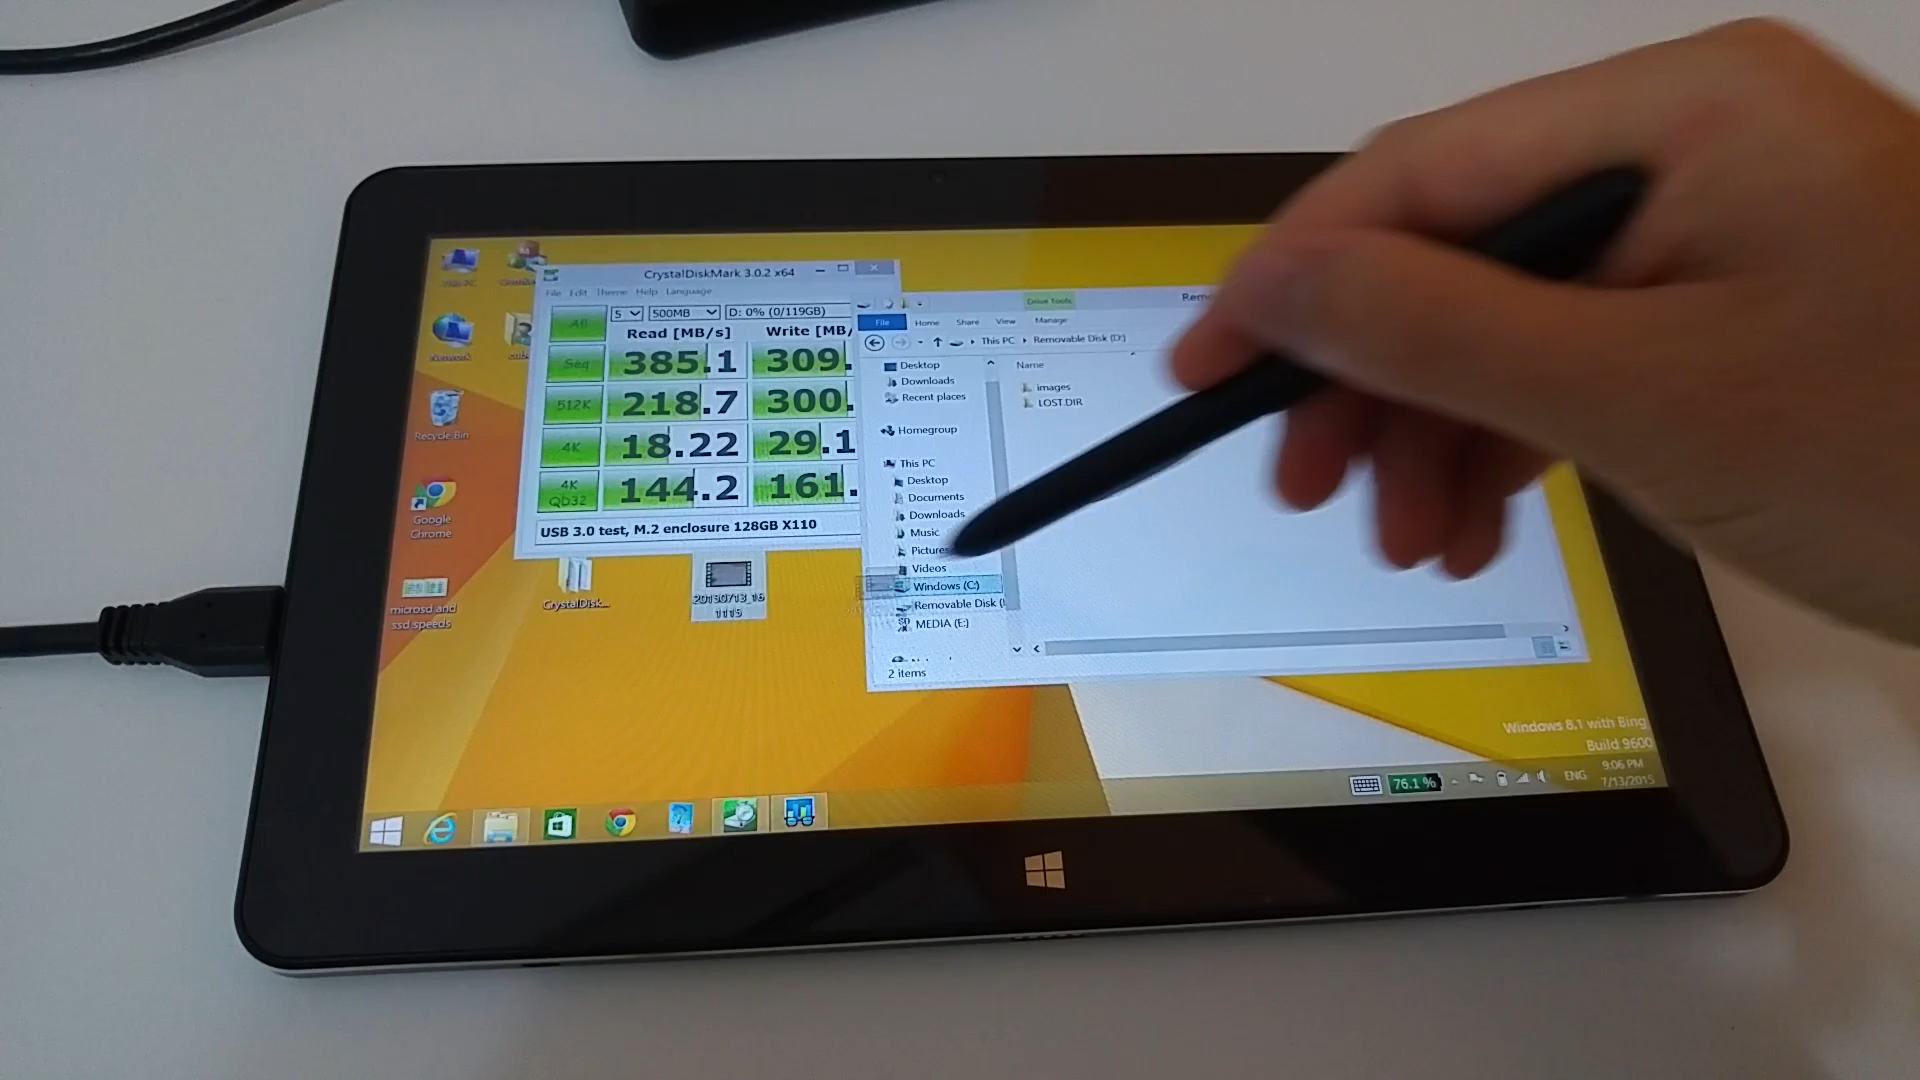 CrystalDiskMark 3.0.2 x64
File Edit Theme Help Language
All
5
500MB
D: 0% (0/119GB)
Read [MB/s]
Write [MB/
Seq
385.1
309.
512K
218.7
300.
4K
18.22
29.1
4K
QD32
144.2
161.
USB 3.0 test, M.2 enclosure 128GB X110
Drive Tools
File
Home
Share
View
Manage
This PC
Removable Disk (D:)
Desktop
Downloads
Recent places
Homegroup
This PC
Desktop
Documents
Downloads
Music
Pictures
Videos
Windows (C:)
Removable Disk (
MEDIA (E:)
2 items
Name
images
LOST.DIR
This PC
Network
Recycle Bin
Google
Chrome
microsd and
ssd speeds
CrystalDisk...
20150713_16
1115
Windows 8.1 with Bing
Build 9600
76.1 %
ENG
9:06 PM
7/13/2015